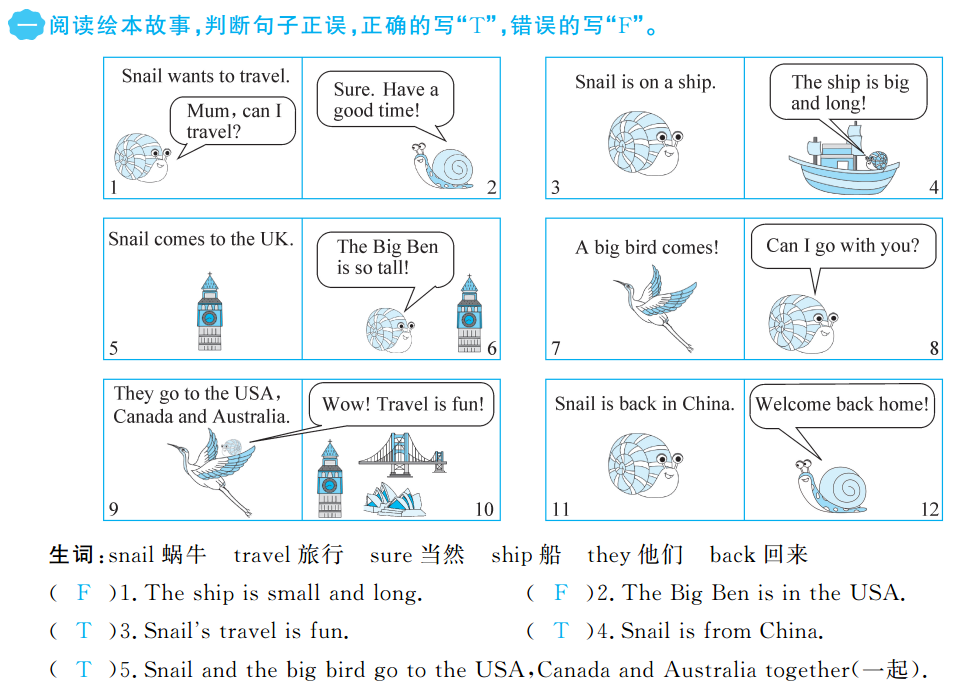 一 阅读绘本故事,判断句子正误,正确的写“T”,错误的写“F”。
Snail wants to travel.
Mum, can I
travel?
1
Sure. Have a
good time!
2
Snail is on a ship.
3
The ship is big
and long!
4
Snail comes to the UK.
5
The Big Ben
is so tall!
6
A big bird comes!
7
Can I go with you?
8
They go to the USA,
Canada and Australia.
9
Wow! Travel is fun!
10
Snail is back in China.
11
Welcome back home!
12
生词:snail 蜗牛 travel 旅行 sure 当然 ship 船 they 他们 back 回来
( F )1. The ship is small and long. ( F )2. The Big Ben is in the USA.
( T )3. Snail's travel is fun. ( T )4. Snail is from China.
( T )5. Snail and the big bird go to the USA,Canada and Australia together(一起).